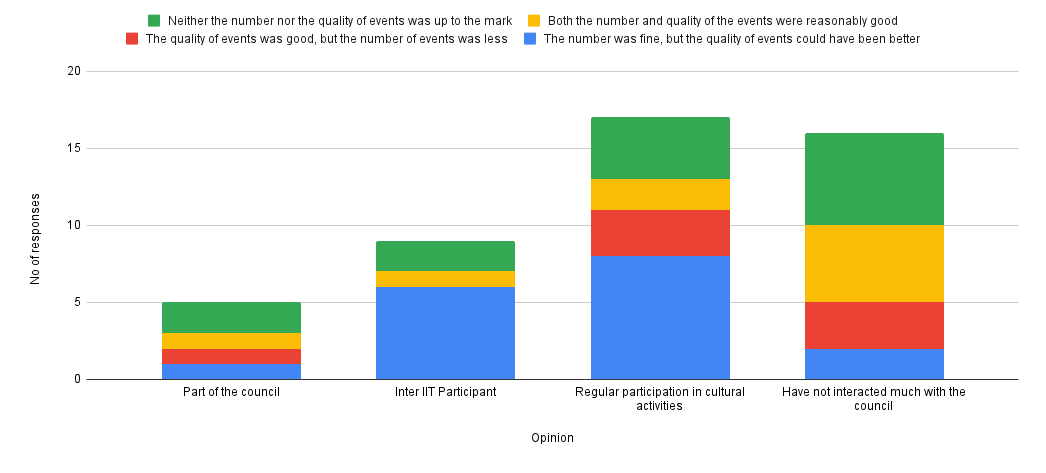 Neither the number nor the quality of events was up to the mark
Both the number and quality of the events were reasonably good
The quality of events was good, but the number of events was less
The number was fine, but the quality of events could have been better
20
15
10
5
0
No of responses
Part of the council
Inter IIT Participant
Regular participation in cultural
activities
Have not interacted much with the
council
Opinion